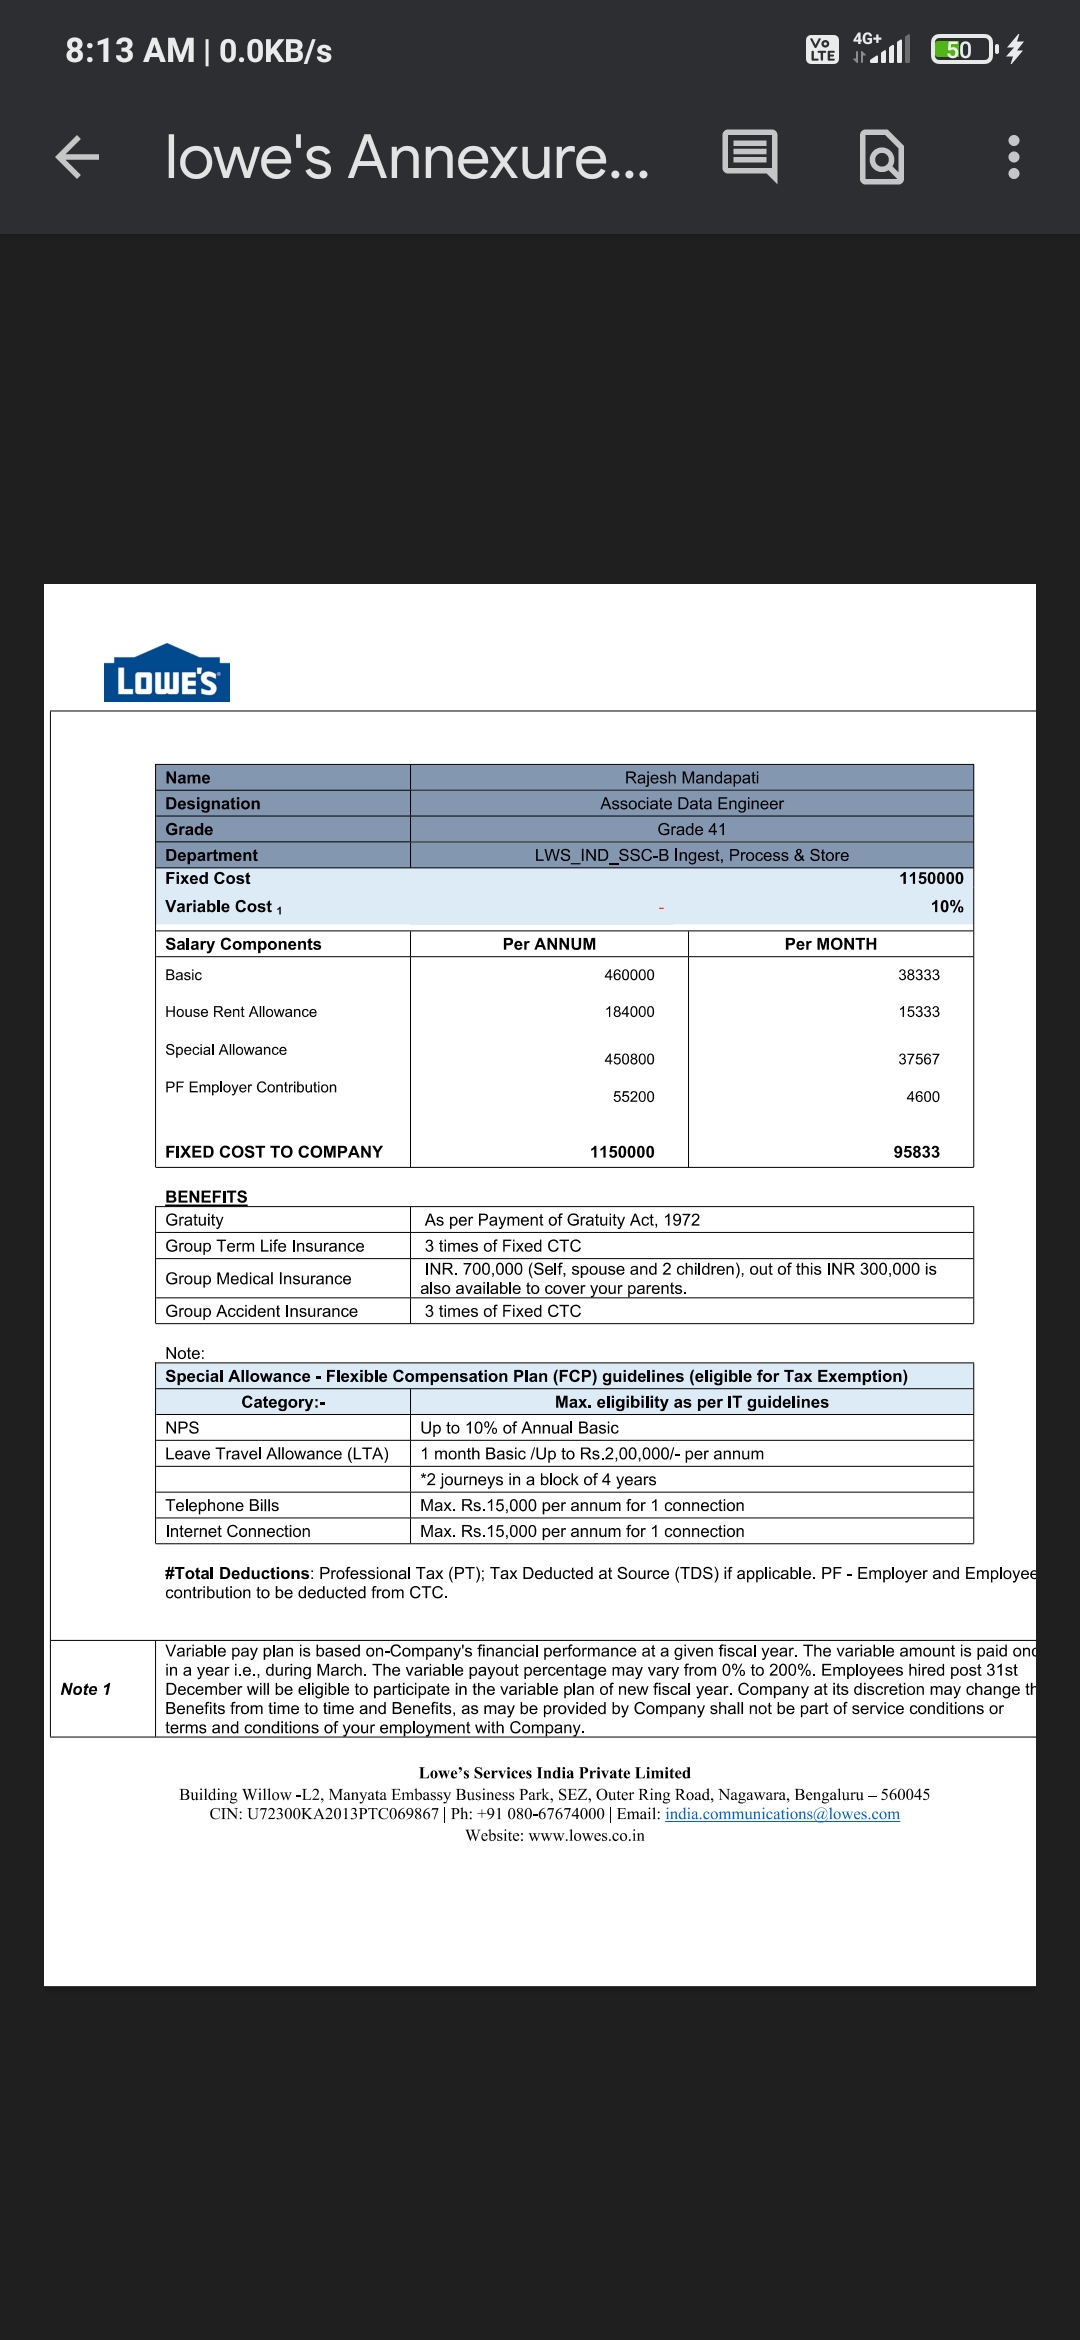 8:13 AM | 0.0KB/s
Vo LTE 4G+ 50
lowe's Annexure...
LOWE'S
Name Rajesh Mandapati
Designation Associate Data Engineer
Grade Grade 41
Department LWS_IND_SSC-B Ingest, Process & Store
Fixed Cost 1150000
Variable Cost 1 - 10%
Salary Components Per ANNUM Per MONTH
Basic 460000 38333
House Rent Allowance 184000 15333
Special Allowance 450800 37567
PF Employer Contribution 55200 4600
FIXED COST TO COMPANY 1150000 95833
BENEFITS
Gratuity As per Payment of Gratuity Act, 1972
Group Term Life Insurance 3 times of Fixed CTC
Group Medical Insurance INR. 700,000 (Self, spouse and 2 children), out of this INR 300,000 is
also available to cover your parents.
Group Accident Insurance 3 times of Fixed CTC
Note:
Special Allowance - Flexible Compensation Plan (FCP) guidelines (eligible for Tax Exemption)
Category:- Max. eligibility as per IT guidelines
NPS Up to 10% of Annual Basic
Leave Travel Allowance (LTA) 1 month Basic /Up to Rs.2,00,000/- per annum
*2 journeys in a block of 4 years
Telephone Bills Max. Rs.15,000 per annum for 1 connection
Internet Connection Max. Rs.15,000 per annum for 1 connection
#Total Deductions: Professional Tax (PT); Tax Deducted at Source (TDS) if applicable. PF - Employer and Employee
contribution to be deducted from CTC.
Note 1
Variable pay plan is based on-Company's financial performance at a given fiscal year. The variable amount is paid
in a year i.e., during March. The variable payout percentage may vary from 0% to 200%. Employees hired post 31st
December will be eligible to participate in the variable plan of new fiscal year. Company at its discretion may change
Benefits from time to time and Benefits, as may be provided by Company shall not be part of service conditions or
terms and conditions of your employment with Company.
Lowe's Services India Private Limited
Building Willow -L2, Manyata Embassy Business Park, SEZ, Outer Ring Road, Nagawara, Bengaluru – 560045
CIN: U72300KA2013PTC069867 | Ph: +91 080-67674000 | Email: india.communications@lowes.com
Website: www.lowes.co.in